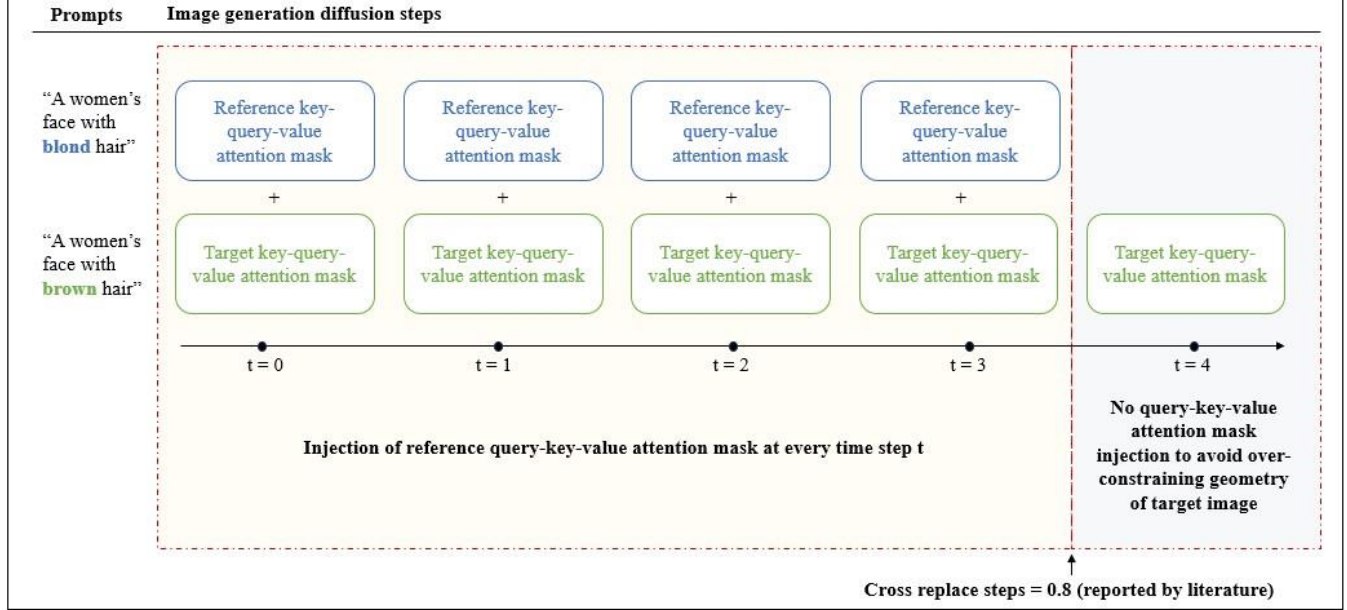 Prompts
Image generation diffusion steps
“A women’s
face with
blond hair”
Reference key-
query-value
attention mask
Reference key-
query-value
attention mask
Reference key-
query-value
attention mask
Reference key-
query-value
attention mask
+
+
+
+
“A women’s
face with
brown hair”
Target key-query-
value attention mask
Target key-query-
value attention mask
Target key-query-
value attention mask
Target key-query-
value attention mask
Target key-query-
value attention mask
t = 0
t = 1
t = 2
t = 3
t = 4
Injection of reference query-key-value attention mask at every time step t
No query-key-value
attention mask
injection to avoid over-
constraining geometry
of target image
Cross replace steps = 0.8 (reported by literature)